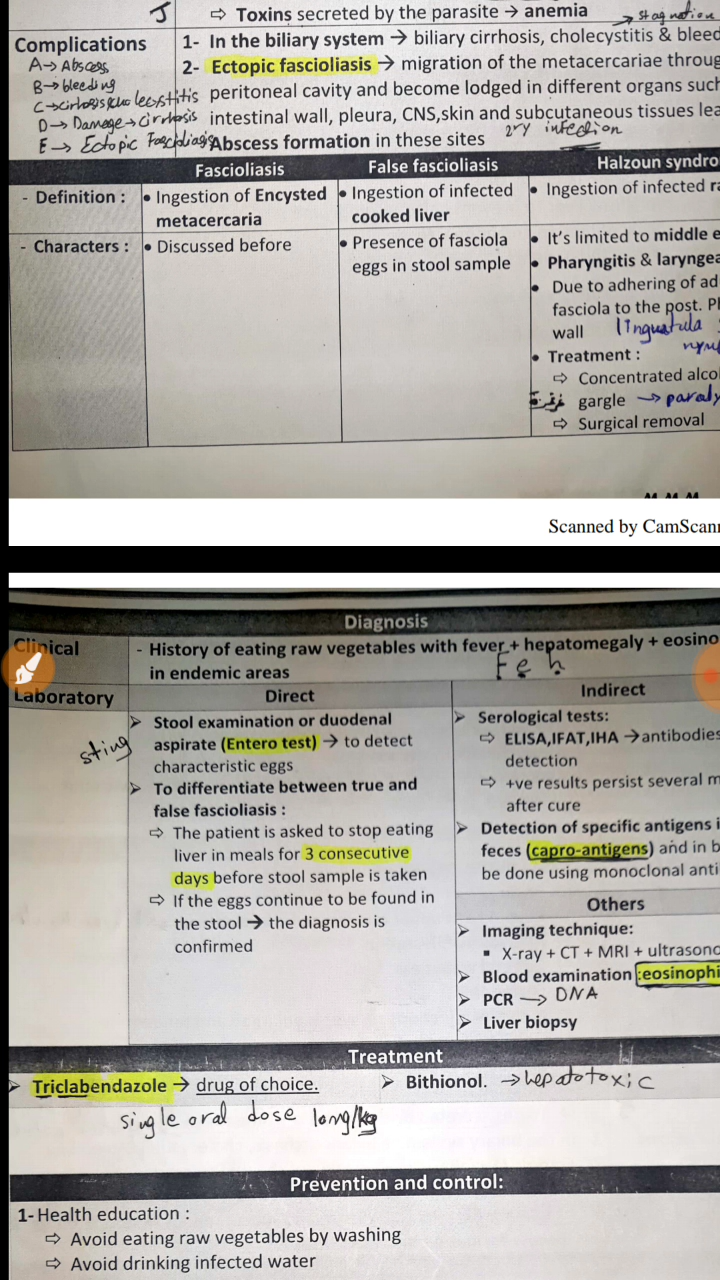 ⇨ Toxins secreted by the parasite → anemia → stagnation
Complications
1- In the biliary system → biliary cirrhosis, cholecystitis & bleed
A→ Abscess
2- Ectopic fascioliasis → migration of the metacercariae throug
B→ bleeding
peritoneal cavity and become lodged in different organs such
D→ Damage → cirrhosis
intestinal wall, pleura, CNS,skin and subcutaneous tissues lea
E→ Ectopic Fascioliasis
Abscess formation in these sites 2ry infection
Fascioliasis
False fascioliasis
Halzoun syndro
- Definition :
• Ingestion of Encysted
metacercaria
• Ingestion of infected
cooked liver
• Ingestion of infected ra
- Characters :
• Discussed before
• Presence of fasciola
eggs in stool sample
• It's limited to middle e
• Pharyngitis & laryngea
• Due to adhering of ad
fasciola to the post. P
wall linguatula
nym
• Treatment :
⇨ Concentrated alco
gargle → paraly
⇨ Surgical removal
Scanned by CamScann
Diagnosis
Clinical
- History of eating raw vegetables with fever + hepatomegaly + eosino
in endemic areas
F e h
Laboratory
Direct
Indirect
sting
➢ Stool examination or duodenal
aspirate (Entero test) → to detect
characteristic eggs
➢ To differentiate between true and
false fascioliasis :
⇨ The patient is asked to stop eating
liver in meals for 3 consecutive
days before stool sample is taken
⇨ If the eggs continue to be found in
the stool → the diagnosis is
confirmed
➢ Serological tests:
⇨ ELISA,IFAT,IHA →antibodies
detection
⇨ +ve results persist several m
after cure
➢ Detection of specific antigens i
feces (capro-antigens) and in b
be done using monoclonal anti
Others
➢ Imaging technique:
▪ X-ray + CT + MRI + ultrasono
➢ Blood examination :eosinophi
➢ PCR → DNA
➢ Liver biopsy
Treatment
➢ Triclabendazole → drug of choice.
➢ Bithionol. → hepatotoxic
single oral dose 10mg/kg
Prevention and control:
1- Health education :
⇨ Avoid eating raw vegetables by washing
⇨ Avoid drinking infected water